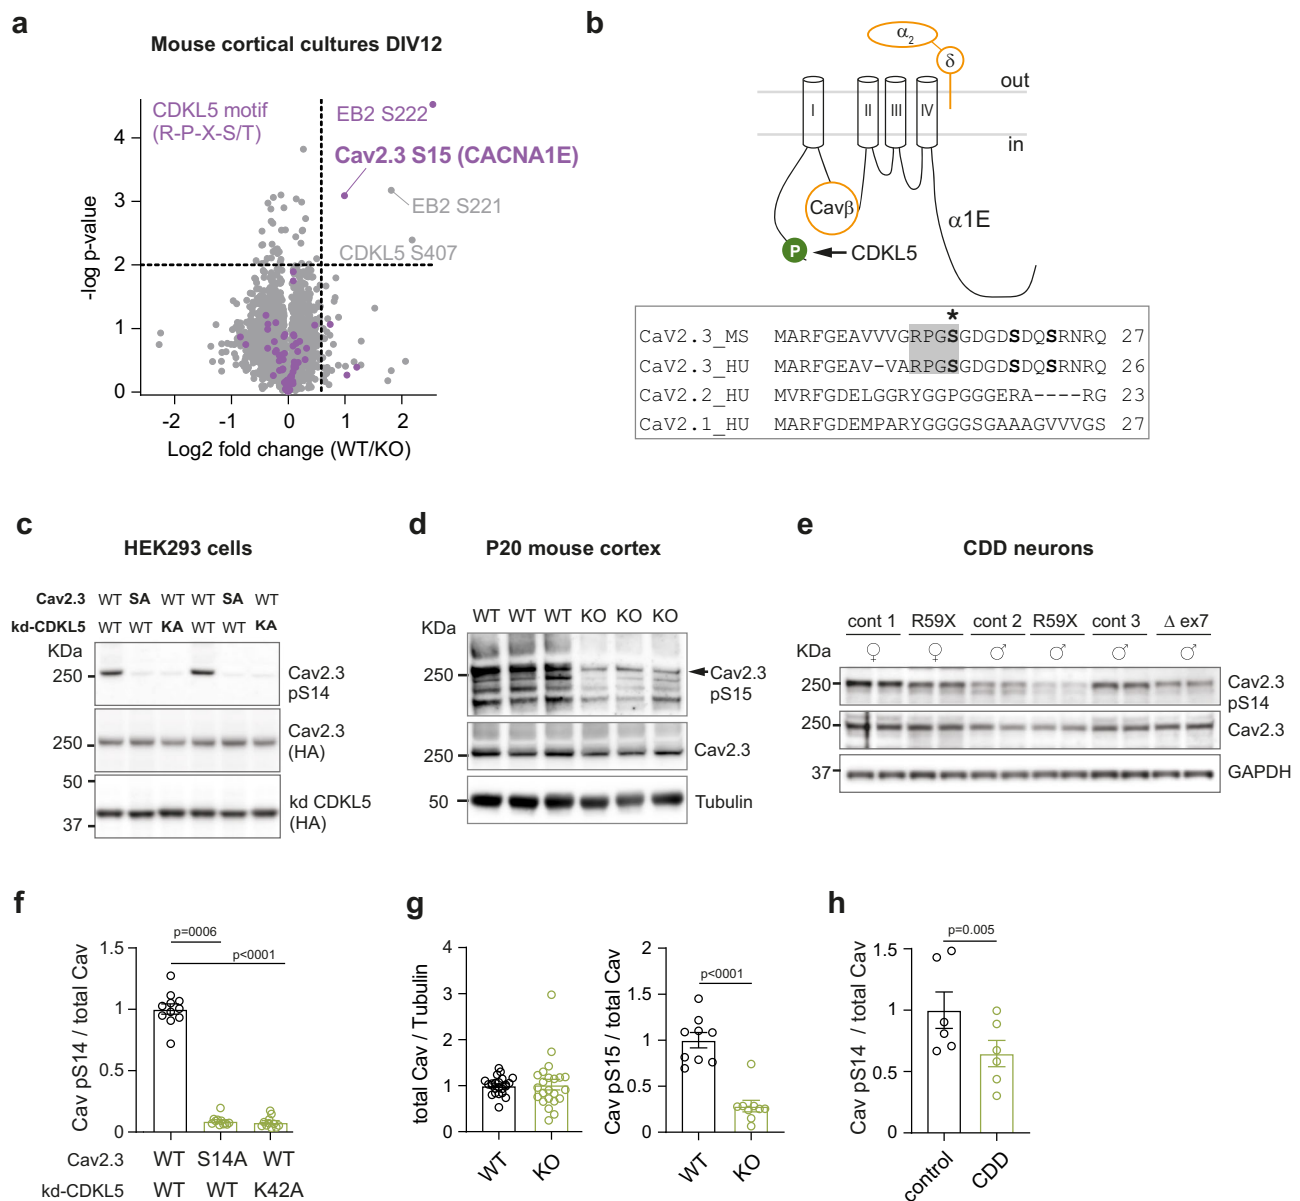 a
Mouse cortical cultures DIV12
CDKL5 motif
(R-P-X-S/T)
EB2 S222
Cav2.3 S15 (CACNA1E)
EB2 S221
CDKL5 S407
-log p-value
4
3
2
1
0
-2
-1
0
1
2
Log2 fold change (WT/KO)
b
α2
δ
out
in
I
II
III
IV
Cavβ
α1E
P
CDKL5
*
CaV2.3_MS MARFGEAVVVGRPGSGDGDSDQSRNRQ 27
CaV2.3_HU MARFGEAV-VARPGSGDGDSDQSRNRQ 26
CaV2.2_HU MVRFGDELGGRYGGPGGGERA----RG 23
CaV2.1_HU MARFGDEMPARYGGGGSGAAAGVVVGS 27
c
HEK293 cells
Cav2.3 WT SA WT WT SA WT
kd-CDKL5 WT WT KA WT WT KA
KDa
250
Cav2.3
pS14
250
Cav2.3
(HA)
50
37
kd CDKL5
(HA)
d
P20 mouse cortex
WT WT WT KO KO KO
KDa
250
Cav2.3
pS15
250
Cav2.3
50
Tubulin
e
CDD neurons
cont 1 R59X cont 2 R59X cont 3 Δ ex7
KDa ♀ ♀ ♂ ♂ ♂ ♂
250
Cav2.3
pS14
250
Cav2.3
37
GAPDH
f
Cav pS14 / total Cav
1.5
1
0.5
0
p=0006
p<0001
Cav2.3 WT S14A WT
kd-CDKL5 WT WT K42A
g
total Cav / Tubulin
4
3
2
1
0
WT
KO
Cav pS15 / total Cav
2
1.5
1
0.5
0
p<0001
WT
KO
h
Cav pS14 / total Cav
1.5
1
0.5
0
p=0.005
control
CDD